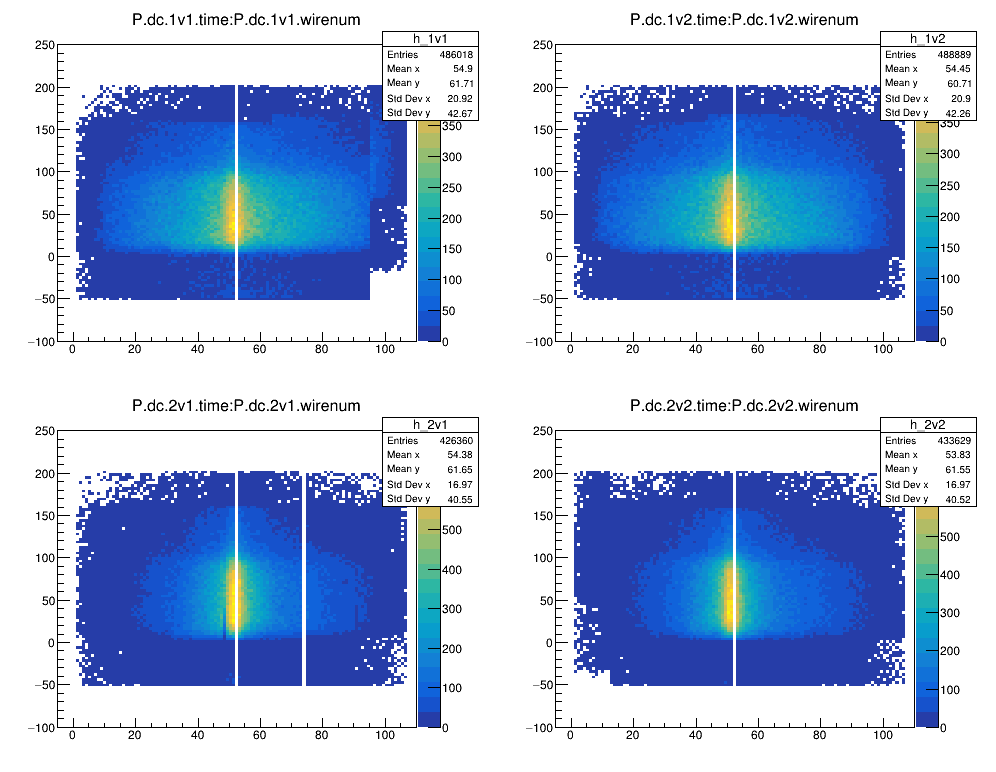 P.dc.1v1.time:P.dc.1v1.wirenum
h_1v1
Entries 486018
Mean x 54.9
Mean y 61.71
Std Dev x 20.92
Std Dev y 42.67
250
200
150
100
50
0
−50
−100
0 20 40 60 80 100
350
300
250
200
150
100
50
0
P.dc.1v2.time:P.dc.1v2.wirenum
h_1v2
Entries 488889
Mean x 54.45
Mean y 60.71
Std Dev x 20.9
Std Dev y 42.26
250
200
150
100
50
0
−50
−100
0 20 40 60 80 100
350
300
250
200
150
100
50
0
P.dc.2v1.time:P.dc.2v1.wirenum
h_2v1
Entries 426360
Mean x 54.38
Mean y 61.65
Std Dev x 16.97
Std Dev y 40.55
250
200
150
100
50
0
−50
−100
0 20 40 60 80 100
500
400
300
200
100
0
P.dc.2v2.time:P.dc.2v2.wirenum
h_2v2
Entries 433629
Mean x 53.83
Mean y 61.55
Std Dev x 16.97
Std Dev y 40.52
250
200
150
100
50
0
−50
−100
0 20 40 60 80 100
500
400
300
200
100
0